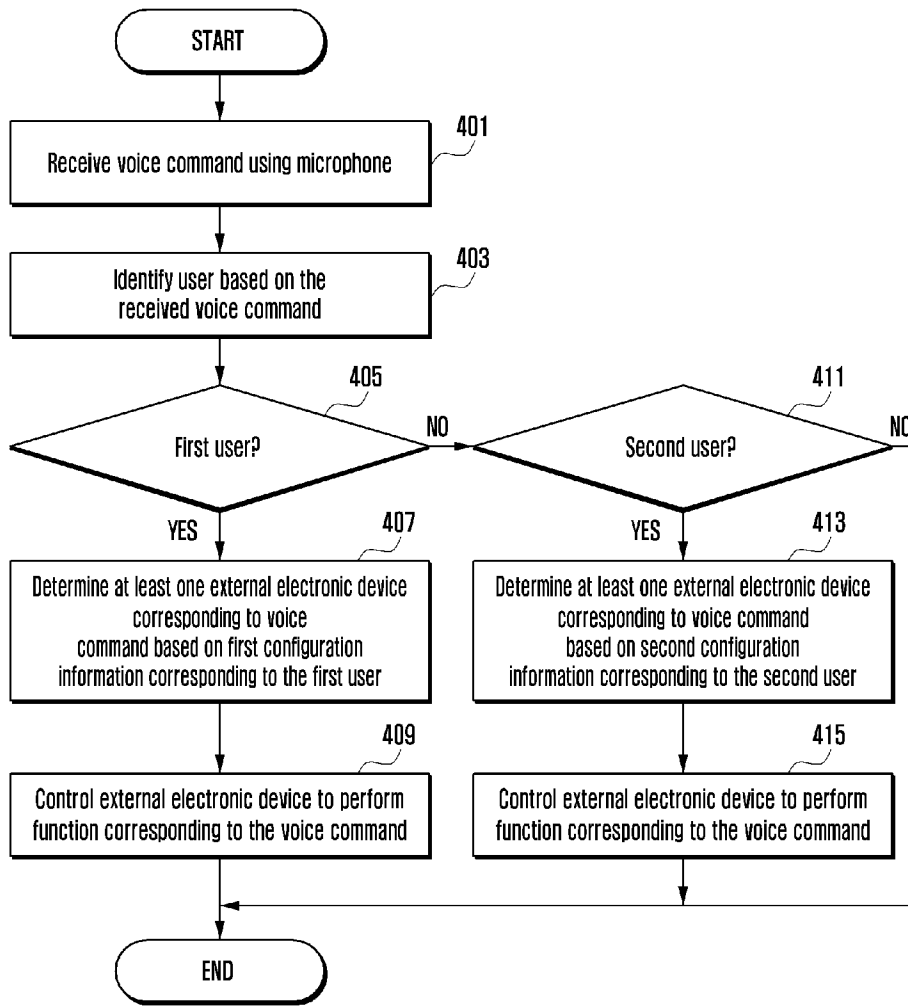 START
401
Receive voice command using microphone
403
Identify user based on the
received voice command
405
First user?
NO
YES
411
Second user?
NO
YES
407
Determine at least one external electronic device
corresponding to voice
command based on first configuration
information corresponding to the first user
413
Determine at least one external electronic device
corresponding to voice command
based on second configuration
information corresponding to the second user
409
Control external electronic device to perform
function corresponding to the voice command
415
Control external electronic device to perform
function corresponding to the voice command
END